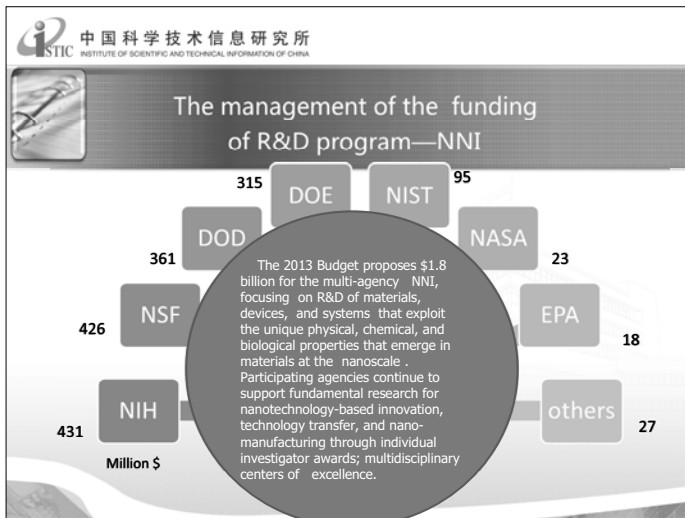 iSTIC 中国科学技术信息研究所
INSTITUTE OF SCIENTIFIC AND TECHNICAL INFORMATION OF CHINA
The management of the funding
of R&D program—NNI
315 DOE NIST 95
361 DOD NASA 23
426 NSF EPA 18
431 NIH others 27
Million $
The 2013 Budget proposes $1.8
billion for the multi-agency NNI,
focusing on R&D of materials,
devices, and systems that exploit
the unique physical, chemical, and
biological properties that emerge in
materials at the nanoscale .
Participating agencies continue to
support fundamental research for
nanotechnology-based innovation,
technology transfer, and nano-
manufacturing through individual
investigator awards; multidisciplinary
centers of excellence.